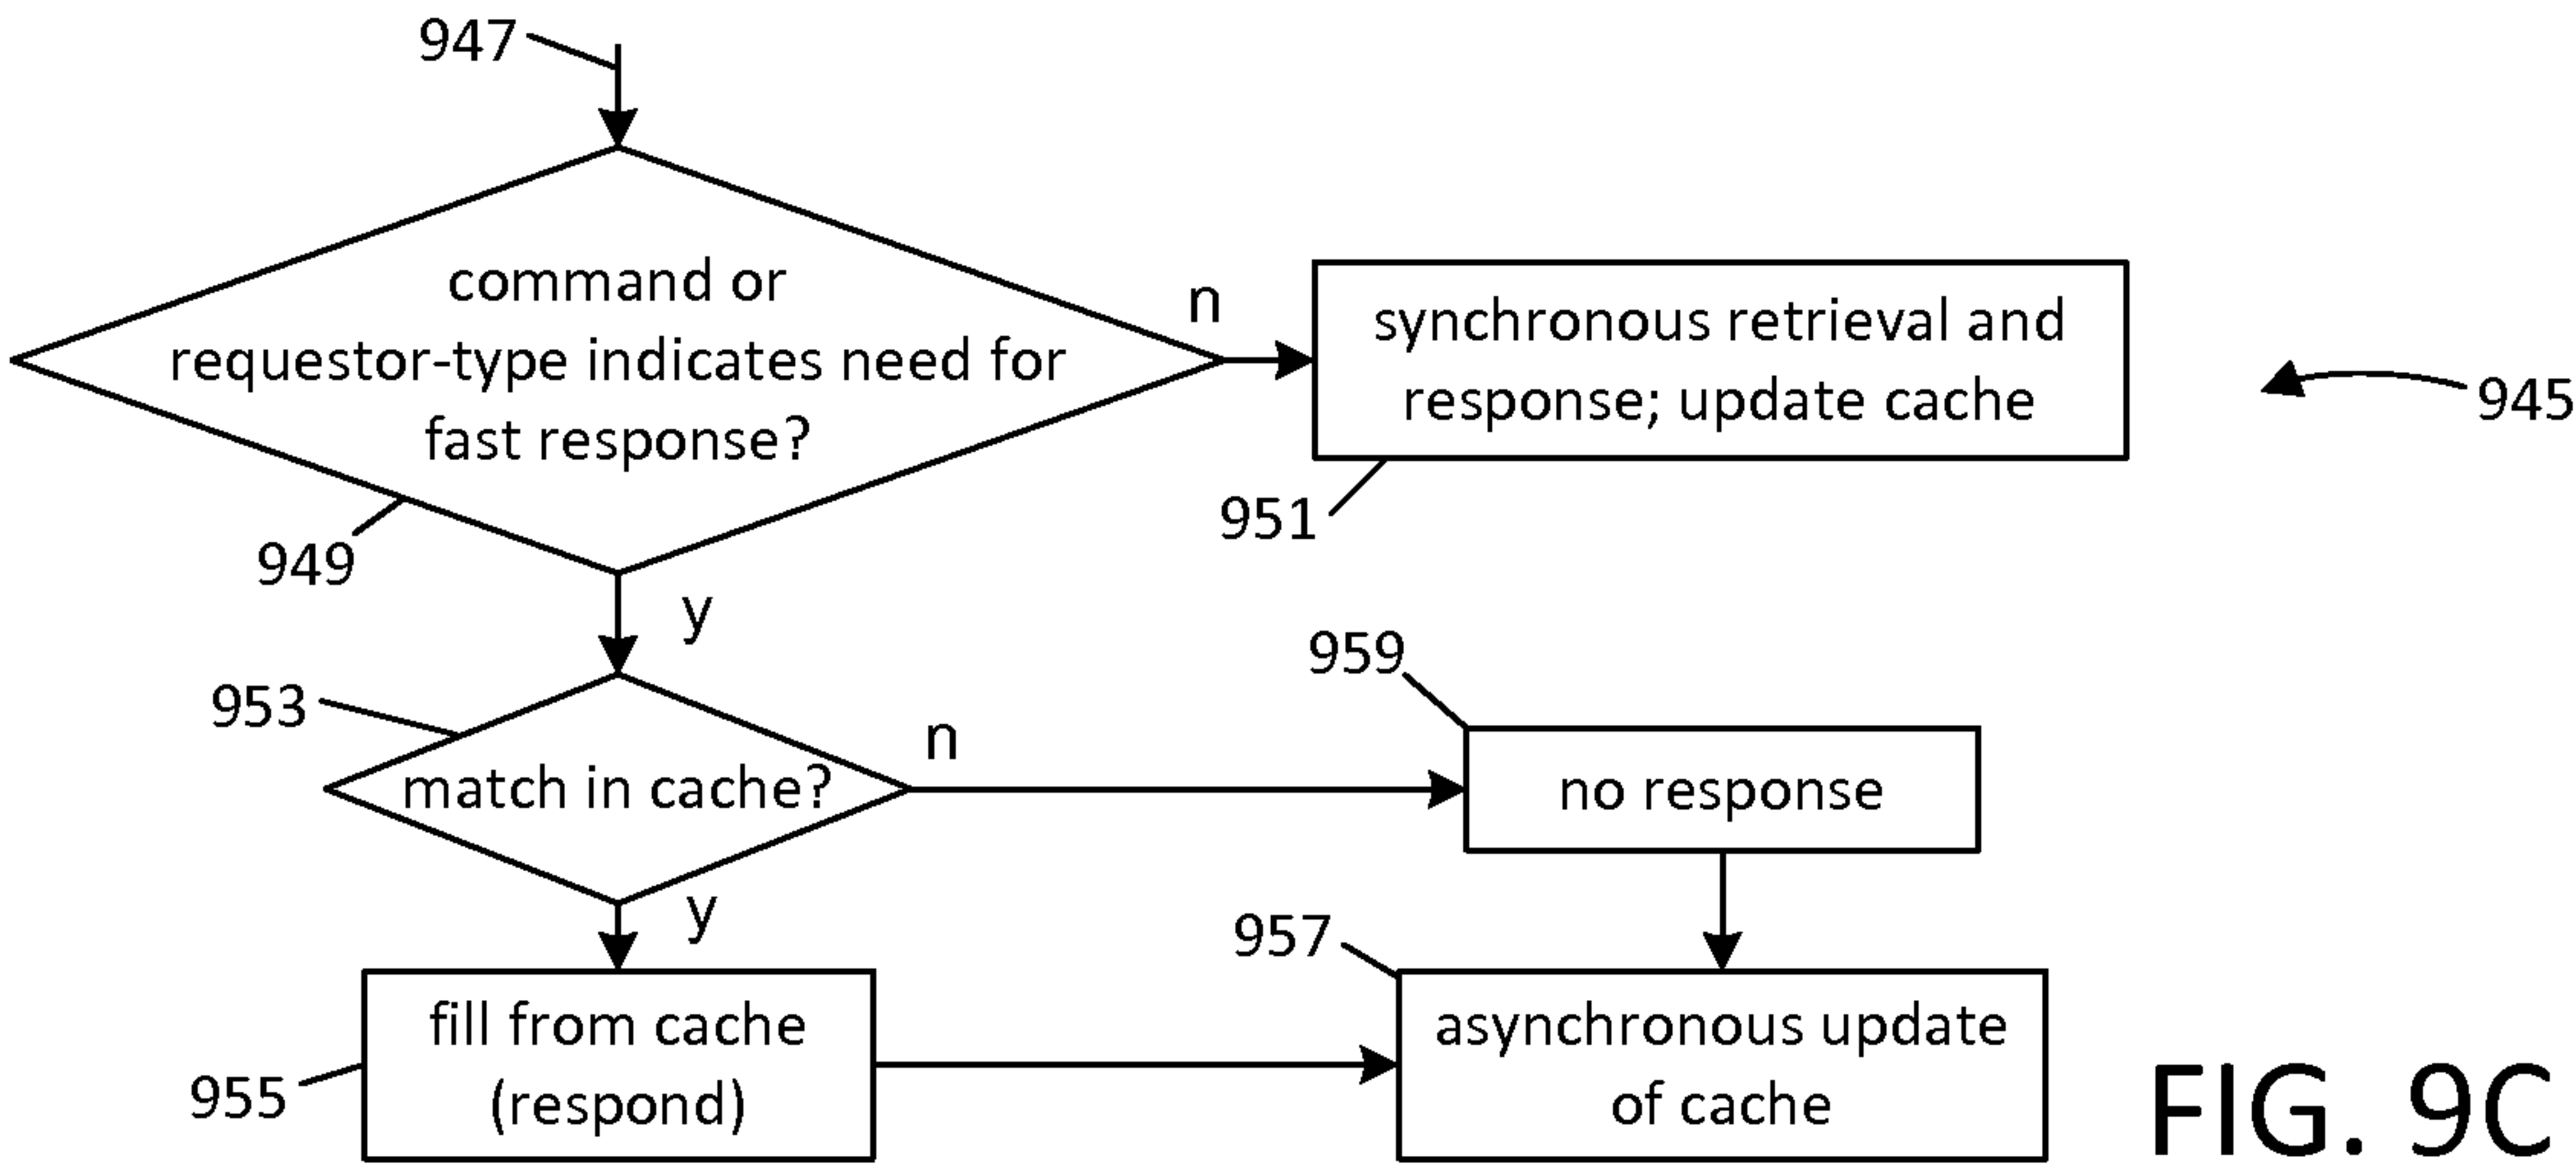 947
command or
requestor-type indicates need for
fast response?
949
n
synchronous retrieval and
response; update cache
951
945
y
953
match in cache?
n
959
no response
y
955
fill from cache
(respond)
957
asynchronous update
of cache
FIG. 9C